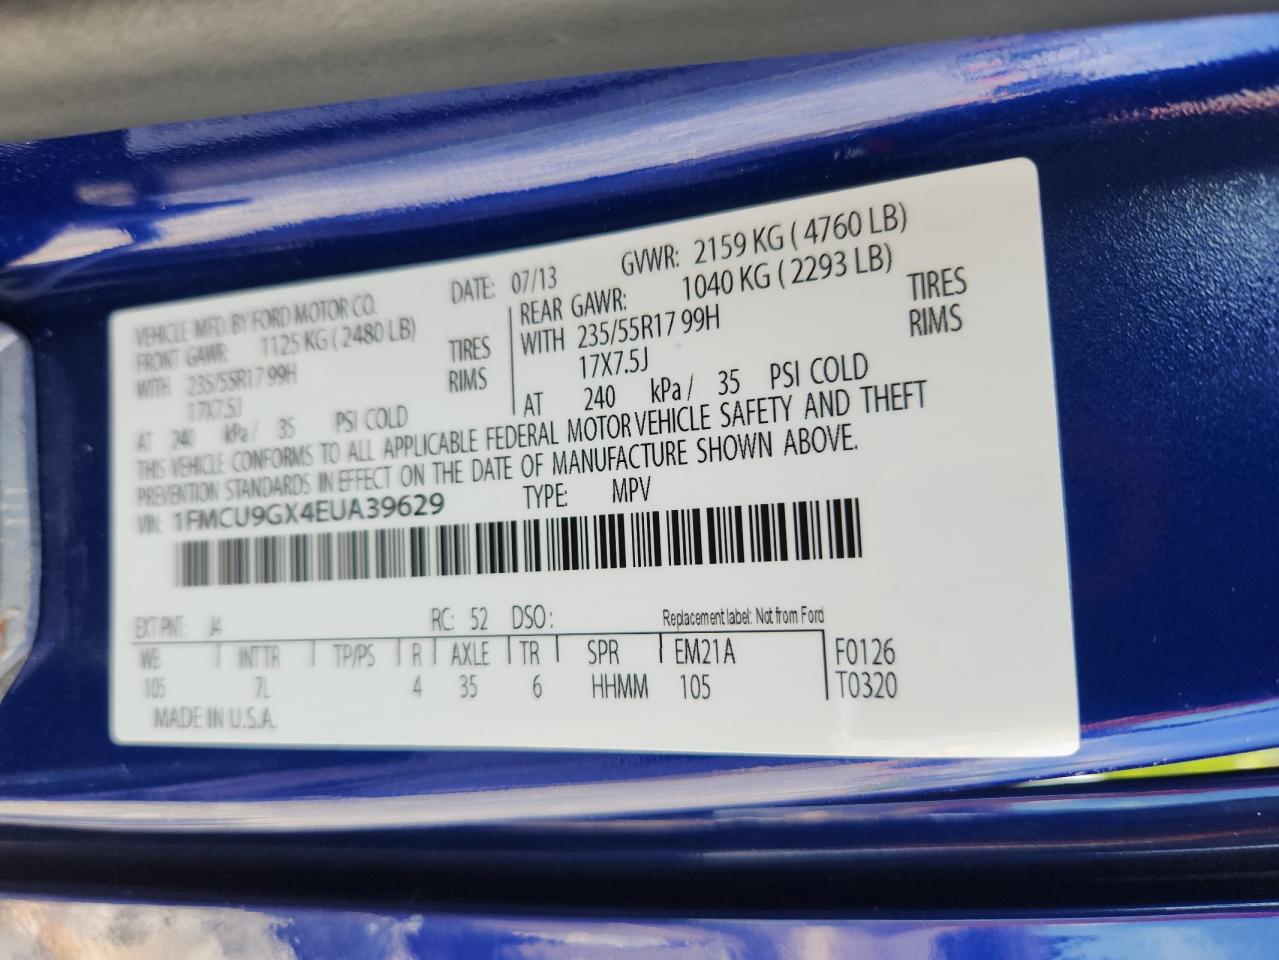 VEHICLE MFD. BY FORD MOTOR CO. DATE: 07/13 GVWR: 2159 KG ( 4760 LB)
FRONT GAWR: 1125 KG ( 2480 LB)
WITH 235/55R17 99H TIRES
17X7.5J RIMS
AT 240 kPa / 35 PSI COLD
REAR GAWR: 1040 KG ( 2293 LB)
WITH 235/55R17 99H TIRES
17X7.5J RIMS
AT 240 kPa / 35 PSI COLD
THIS VEHICLE CONFORMS TO ALL APPLICABLE FEDERAL MOTOR VEHICLE SAFETY AND THEFT
PREVENTION STANDARDS IN EFFECT ON THE DATE OF MANUFACTURE SHOWN ABOVE.
VIN: 1FMCU9GX4EUA39629 TYPE: MPV
EXT PNT: J4 RC: 52 DSO: Replacement label: Not from Ford
WB INT TR TP/PS R AXLE TR SPR EM21A F0126
105 7L 4 35 6 HHMM 105 T0320
MADE IN U.S.A.